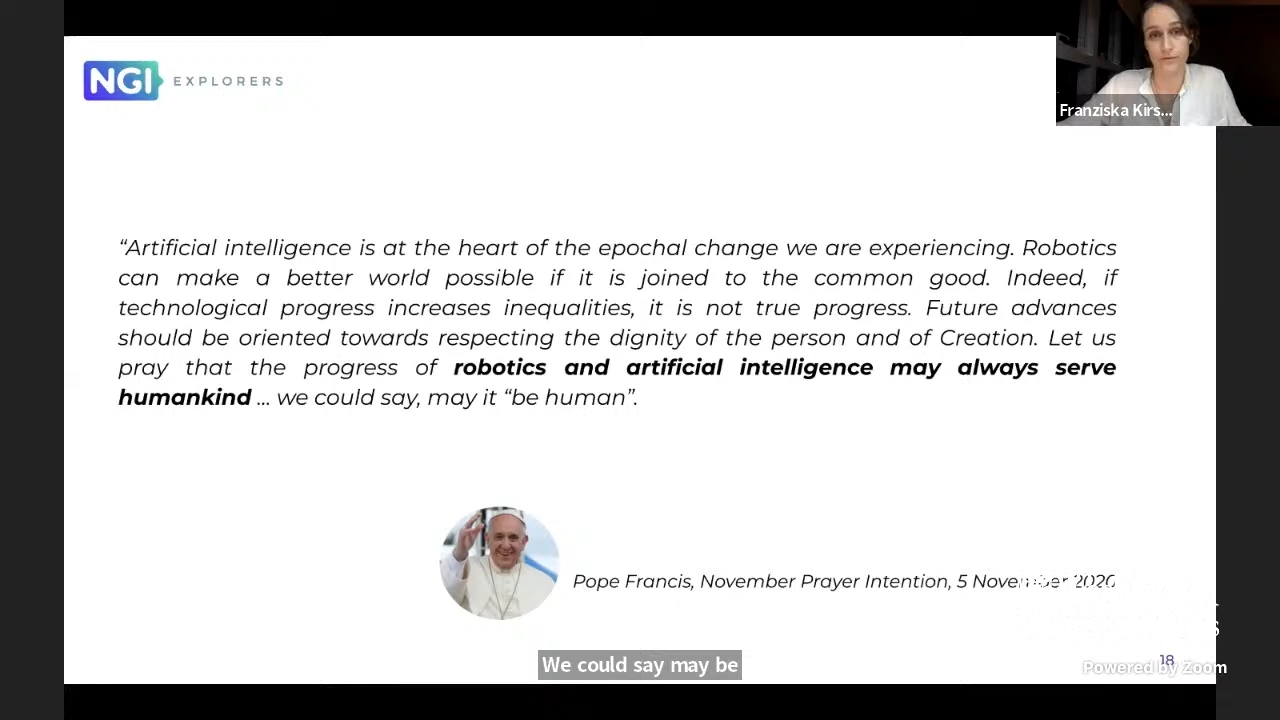 NGI EXPLORERS
Franziska Kirs...
“Artificial intelligence is at the heart of the epochal change we are experiencing. Robotics
can make a better world possible if it is joined to the common good. Indeed, if
technological progress increases inequalities, it is not true progress. Future advances
should be oriented towards respecting the dignity of the person and of Creation. Let us
pray that the progress of robotics and artificial intelligence may always serve
humankind ... we could say, may it “be human”.
Pope Francis, November Prayer Intention, 5 November 2020
We could say may be
18
Powered by Zoom